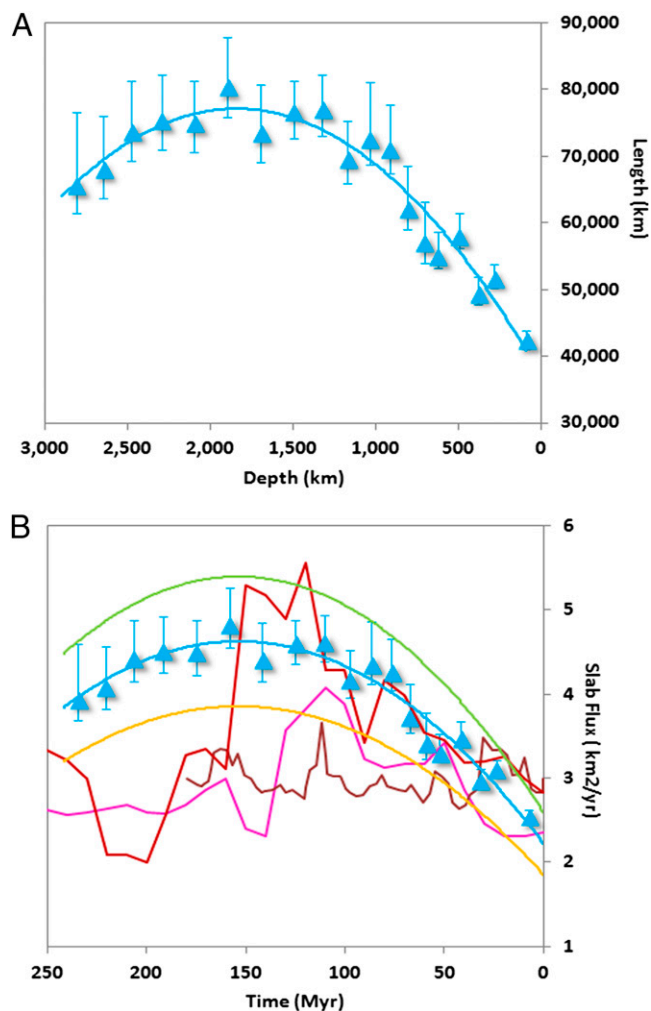 A
90,000
80,000
70,000
60,000
50,000
40,000
30,000
Length (km)
3,000 2,500 2,000 1,500 1,000 500 0
Depth (km)
B
6
5
4
3
2
1
Slab Flux ( km2/yr)
250 200 150 100 50 0
Time (Myr)